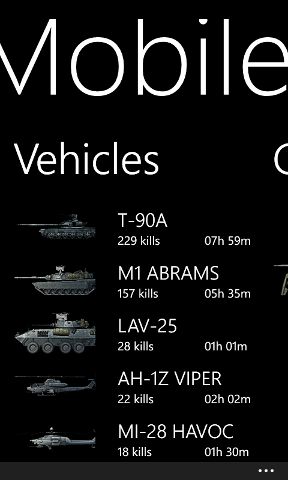 Mobile
Vehicles
T-90A
229 kills 07h 59m
M1 ABRAMS
157 kills 05h 35m
LAV-25
28 kills 01h 01m
AH-1Z VIPER
22 kills 02h 02m
MI-28 HAVOC
18 kills 01h 30m